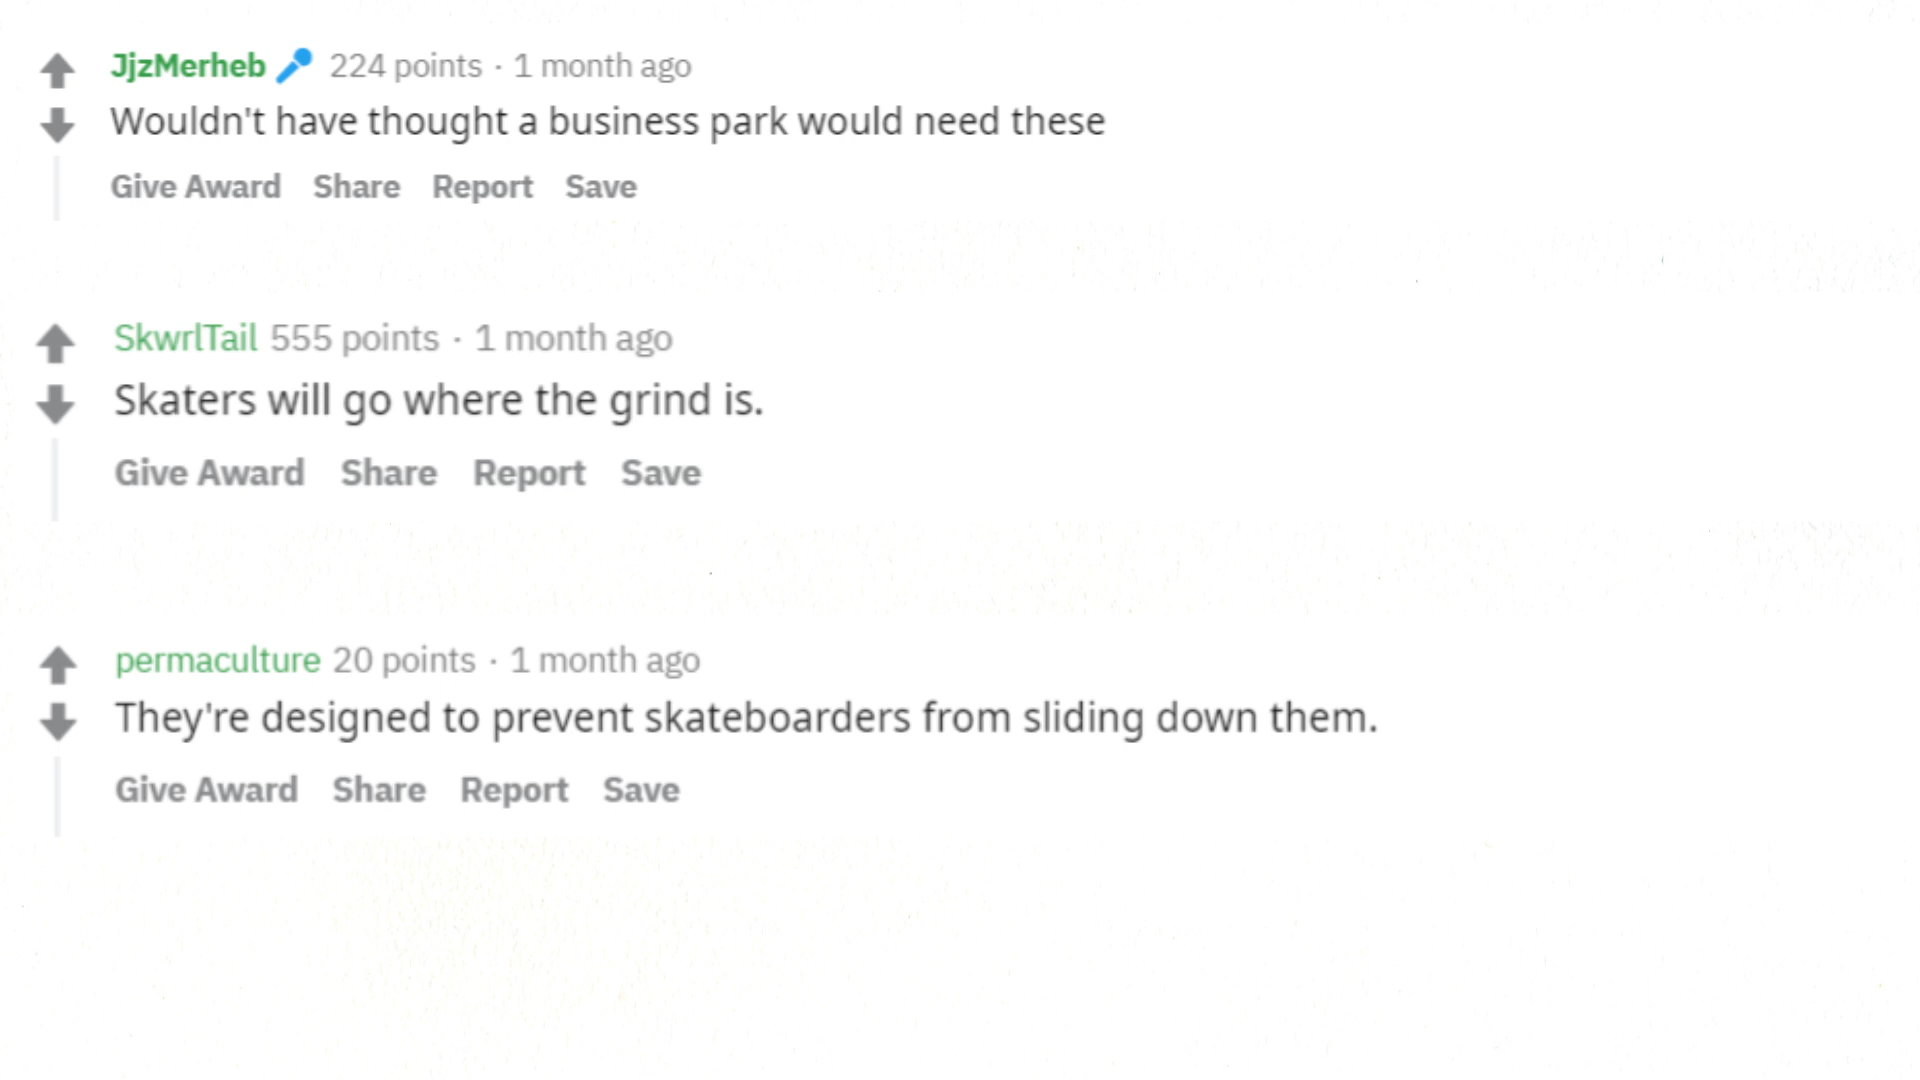 JjzMerheb 224 points · 1 month ago
Wouldn't have thought a business park would need these
Give Award Share Report Save
SkwrlTail 555 points · 1 month ago
Skaters will go where the grind is.
Give Award Share Report Save
permaculture 20 points · 1 month ago
They're designed to prevent skateboarders from sliding down them.
Give Award Share Report Save